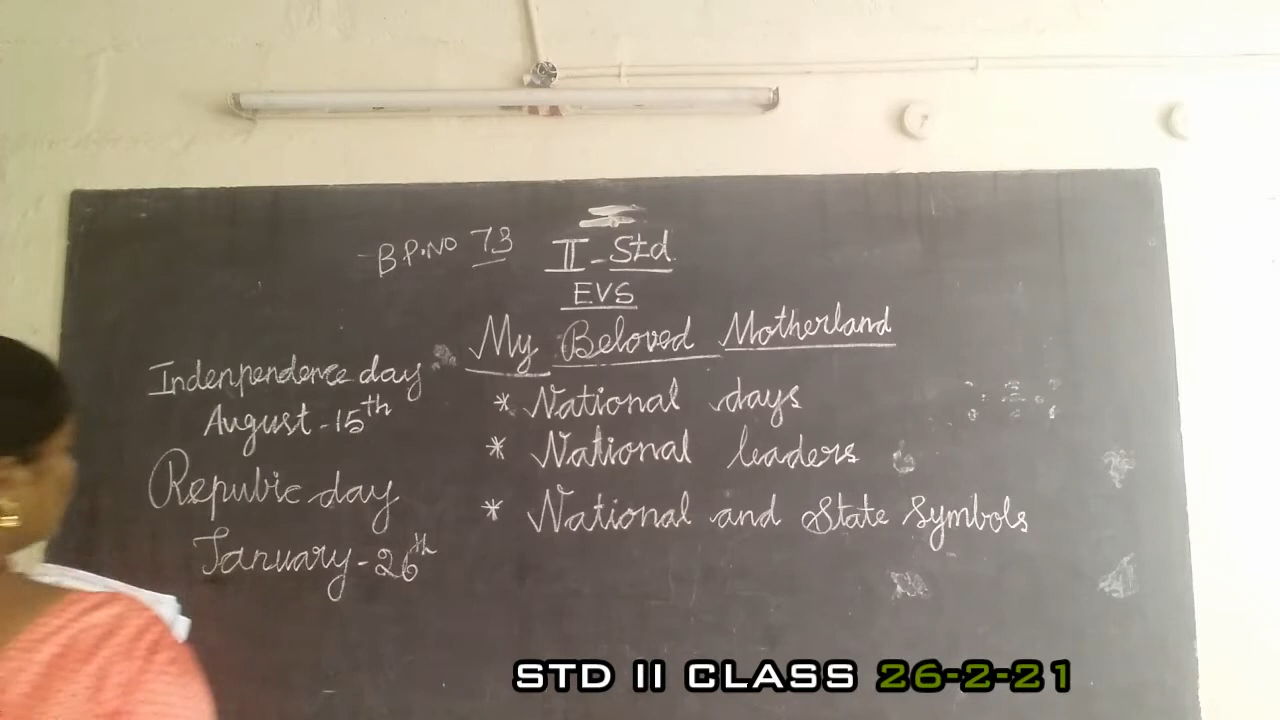 B.P.NO 73
II - Std.
EVS
My Beloved Motherland
Indenpendence day
August - 15th
Repubic day
January - 26th
* National days
* National leaders
* National and State Symbols
STD II CLASS 26-2-21